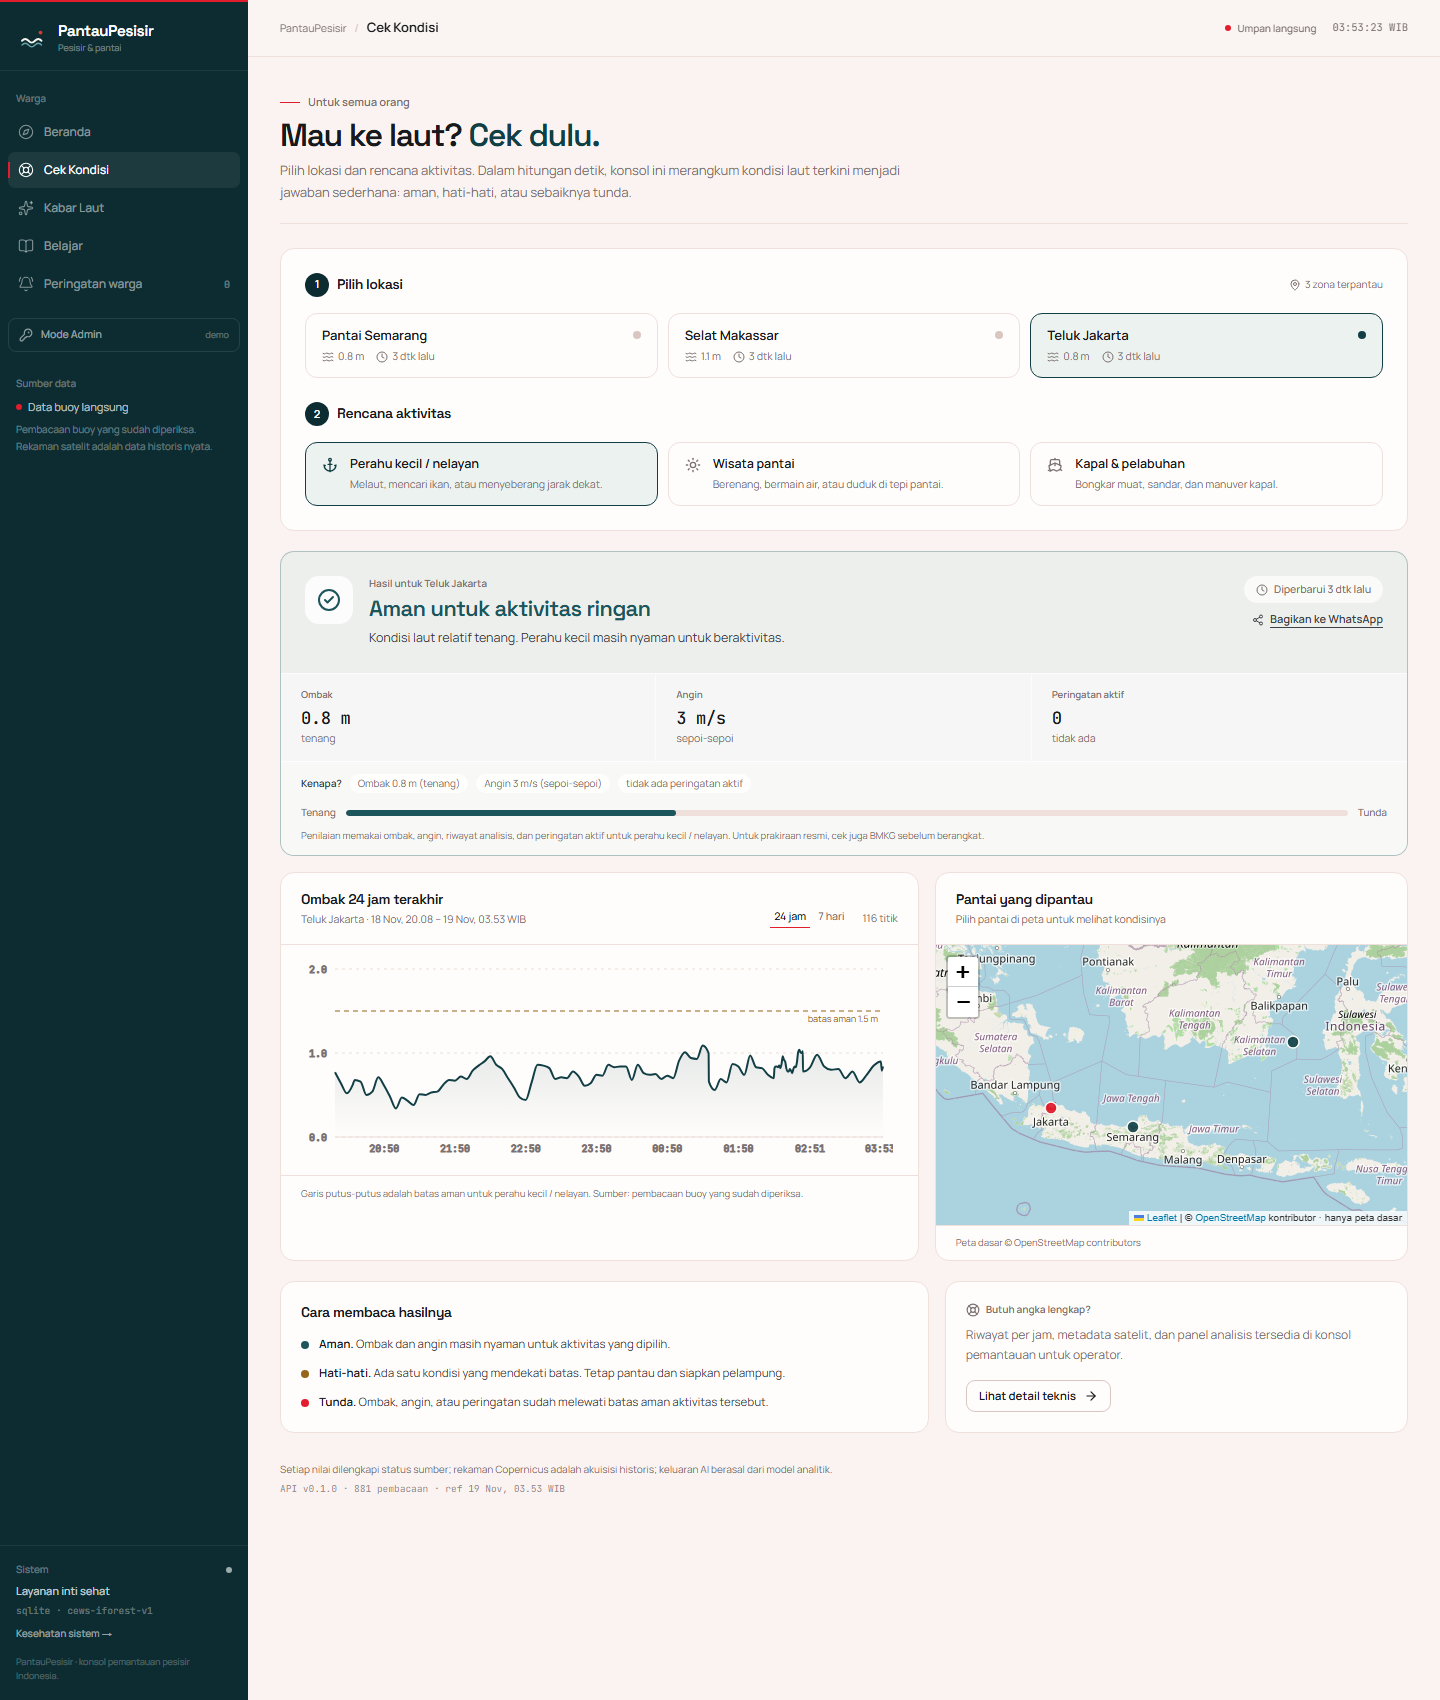 PantauPesisir
Pesisir & pantai
Warga
Beranda
Cek Kondisi
Kabar Laut
Belajar
Peringatan warga 0
Mode Admin demo
Sumber data
Data buoy langsung
Pembacaan buoy yang sudah diperiksa.
Rekaman satelit adalah data historis nyata.
Sistem
Layanan inti sehat
sqlite · cews-iforest-v1
Kesehatan sistem →
PantauPesisir · konsol pemantauan pesisir
Indonesia.
PantauPesisir / Cek Kondisi
Umpan langsung 03:53:23 WIB
Untuk semua orang
Mau ke laut? Cek dulu.
Pilih lokasi dan rencana aktivitas. Dalam hitungan detik, konsol ini merangkum kondisi laut terkini menjadi
jawaban sederhana: aman, hati-hati, atau sebaiknya tunda.
1 Pilih lokasi
3 zona terpantau
Pantai Semarang
0.8 m 3 dtk lalu
Selat Makassar
1.1 m 3 dtk lalu
Teluk Jakarta
0.8 m 3 dtk lalu
2 Rencana aktivitas
Perahu kecil / nelayan
Melaut, mencari ikan, atau menyeberang jarak dekat.
Wisata pantai
Berenang, bermain air, atau duduk di tepi pantai.
Kapal & pelabuhan
Bongkar muat, sandar, dan manuver kapal.
Hasil untuk Teluk Jakarta
Aman untuk aktivitas ringan
Kondisi laut relatif tenang. Perahu kecil masih nyaman untuk beraktivitas.
Diperbarui 3 dtk lalu
Bagikan ke WhatsApp
Ombak
0.8 m
tenang
Angin
3 m/s
sepoi-sepoi
Peringatan aktif
0
tidak ada
Kenapa? Ombak 0.8 m (tenang) Angin 3 m/s (sepoi-sepoi) tidak ada peringatan aktif
Tenang Tunda
Penilaian memakai ombak, angin, riwayat analisis, dan peringatan aktif untuk perahu kecil / nelayan. Untuk prakiraan resmi, cek juga BMKG sebelum berangkat.
Ombak 24 jam terakhir
Teluk Jakarta · 18 Nov, 20.08 – 19 Nov, 03.53 WIB
24 jam 7 hari 116 titik
2.0
batas aman 1.5 m
1.0
0.0
20:50 21:50 22:50 23:50 00:50 01:50 02:51 03:53
Garis putus-putus adalah batas aman untuk perahu kecil / nelayan. Sumber: pembacaan buoy yang sudah diperiksa.
Pantai yang dipantau
Pilih pantai di peta untuk melihat kondisinya
+
−
Kalimantan
ungpinang
Pontianak
Kalimantan
Timur
Palu
Sulawe
Tenga
Kalimantan
Barat
Balikpapan
nbi
Kalimantan
Tengah
Sulawesi
Indonesia
Sumatera
Selatan
Kalimantan
Selatan
gkulu
Ken
Bandar Lampung
Sulawesi
Selatan
Jawa Tengah
Jakarta
Semarang
Jawa Timur
Malang
Denpasar
Nusa Tengg
Timur
Leaflet | © OpenStreetMap kontributor · hanya peta dasar
Peta dasar © OpenStreetMap contributors
Cara membaca hasilnya
Aman. Ombak dan angin masih nyaman untuk aktivitas yang dipilih.
Hati-hati. Ada satu kondisi yang mendekati batas. Tetap pantau dan siapkan pelampung.
Tunda. Ombak, angin, atau peringatan sudah melewati batas aman aktivitas tersebut.
Butuh angka lengkap?
Riwayat per jam, metadata satelit, dan panel analisis tersedia di konsol
pemantauan untuk operator.
Lihat detail teknis →
Setiap nilai dilengkapi status sumber; rekaman Copernicus adalah akuisisi historis; keluaran AI berasal dari model analitik.
API v0.1.0 · 881 pembacaan · ref 19 Nov, 03.53 WIB